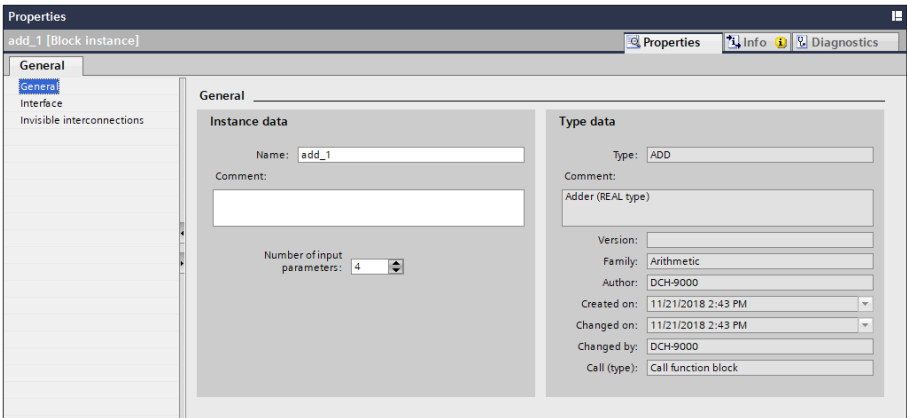 Properties
add_1 [Block instance]
Properties
Info
Diagnostics
General
General
Interface
Invisible interconnections
General
Instance data
Name: add_1
Comment:
Number of input
parameters: 4
Type data
Type: ADD
Comment:
Adder (REAL type)
Version:
Family: Arithmetic
Author: DCH-9000
Created on: 11/21/2018 2:43 PM
Changed on: 11/21/2018 2:43 PM
Changed by: DCH-9000
Call (type): Call function block